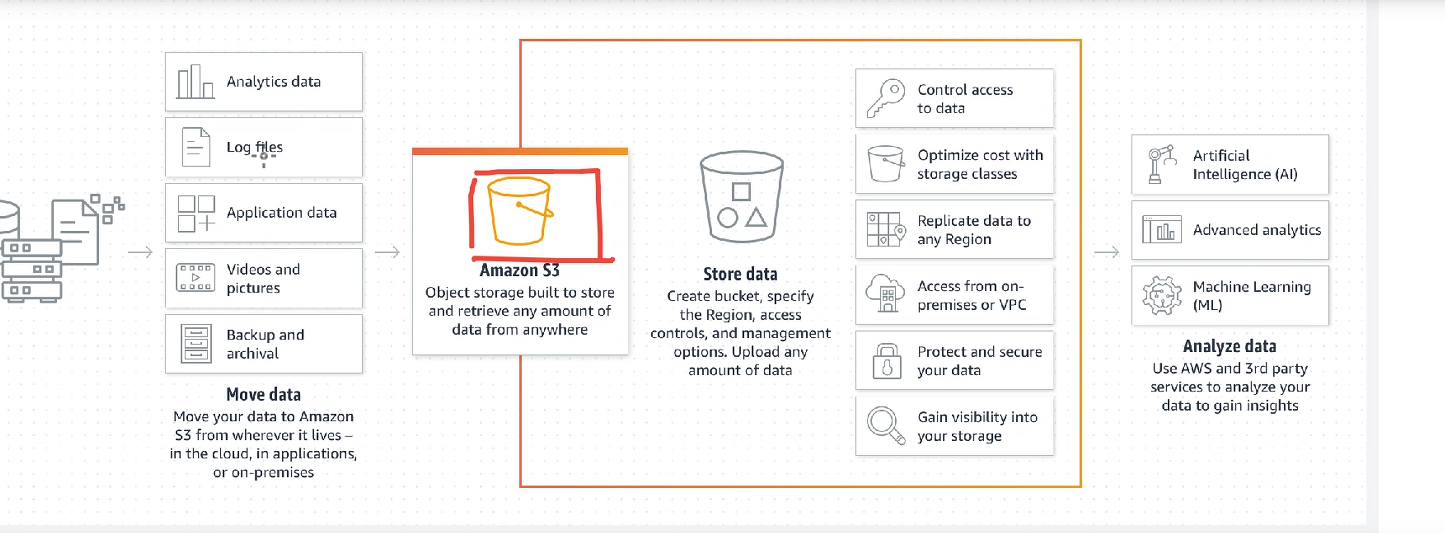 Analytics data
Log files
Application data
Videos and
pictures
Backup and
archival
Move data
Move your data to Amazon
S3 from wherever it lives –
in the cloud, in applications,
or on-premises
Amazon S3
Object storage built to store
and retrieve any amount of
data from anywhere
Store data
Create bucket, specify
the Region, access
controls, and management
options. Upload any
amount of data
Control access
to data
Optimize cost with
storage classes
Replicate data to
any Region
Access from on-
premises or VPC
Protect and secure
your data
Gain visibility into
your storage
Artificial
Intelligence (AI)
Advanced analytics
Machine Learning
(ML)
Analyze data
Use AWS and 3rd party
services to analyze your
data to gain insights